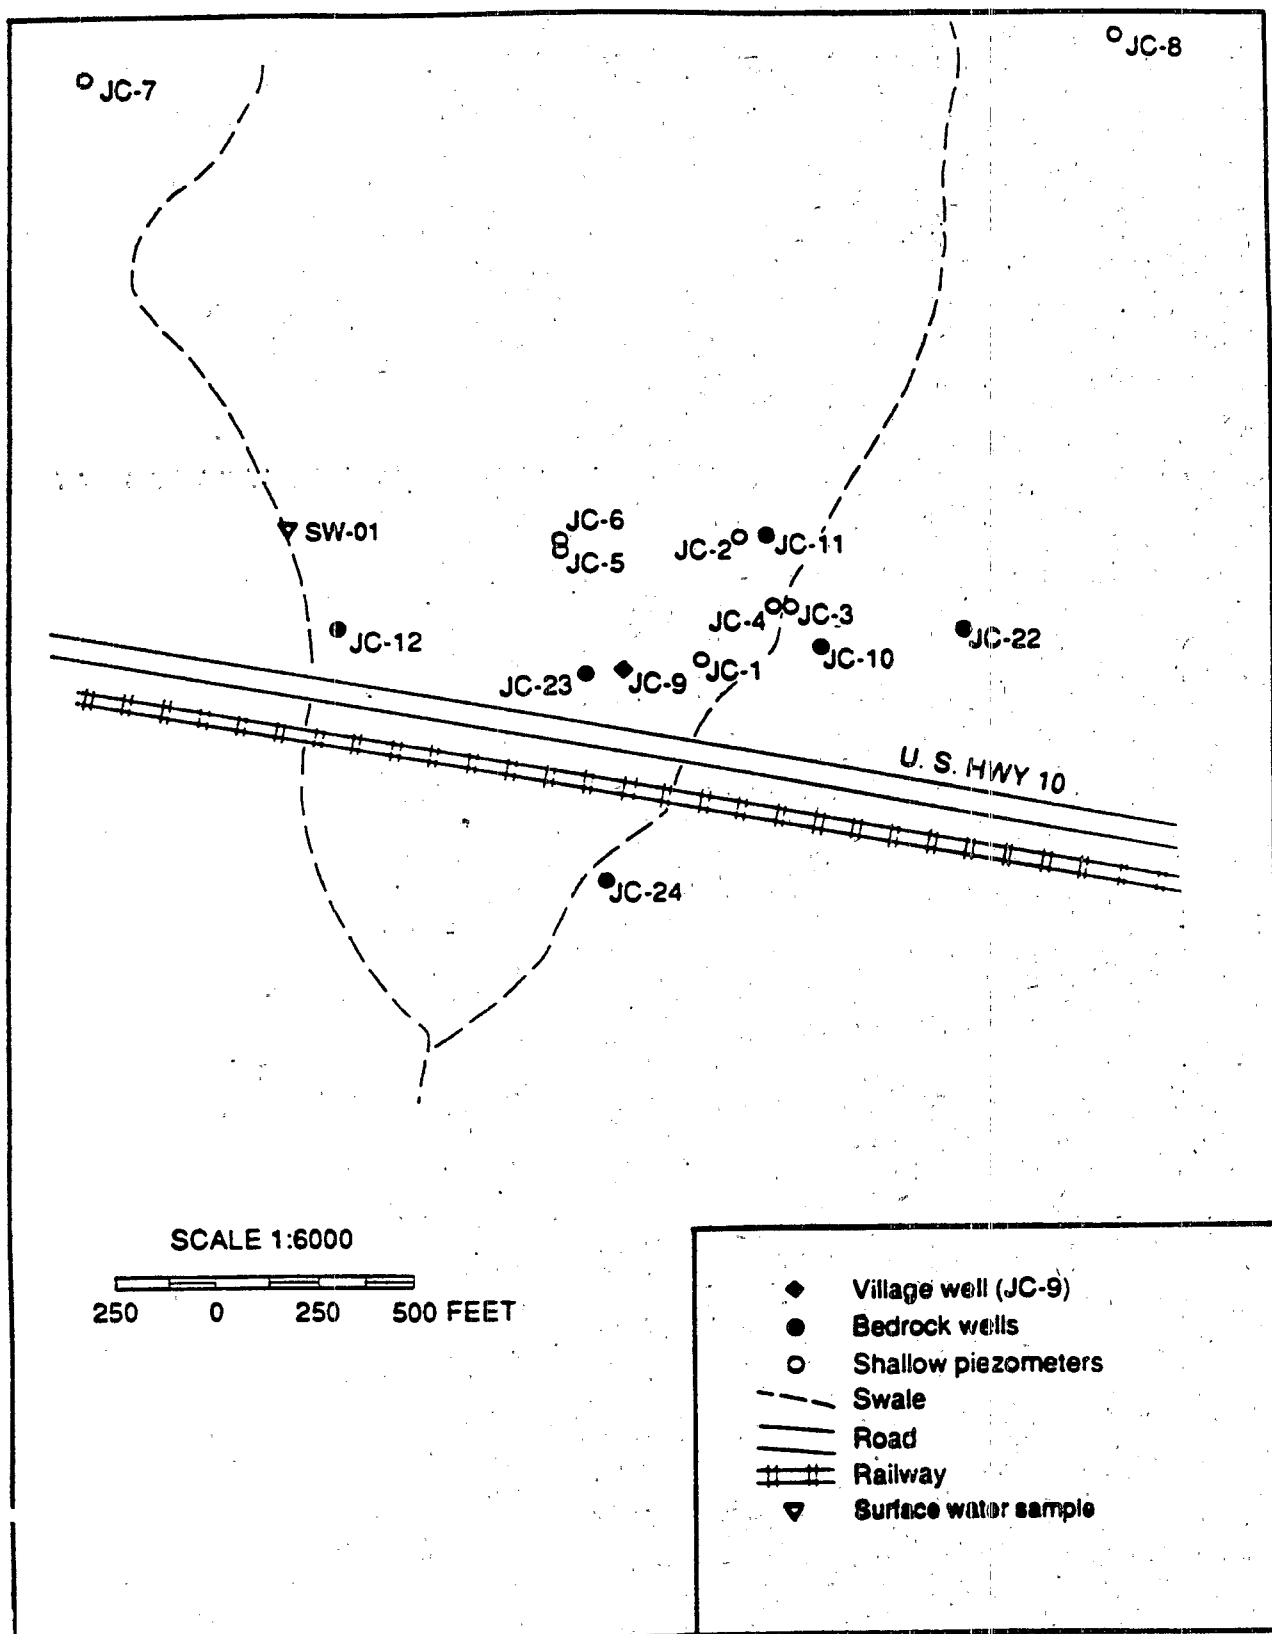 JC-8
JC-7
JC-6
SW-01
JC-2
JC-11
JC-5
JC-4
JC-3
JC-12
JC-22
JC-10
JC-1
JC-23
JC-9
U. S. HWY 10
JC-24
SCALE 1:6000
250 0 250 500 FEET
Village well (JC-9)
Bedrock wells
Shallow piezometers
Swale
Road
Railway
Surface water sample